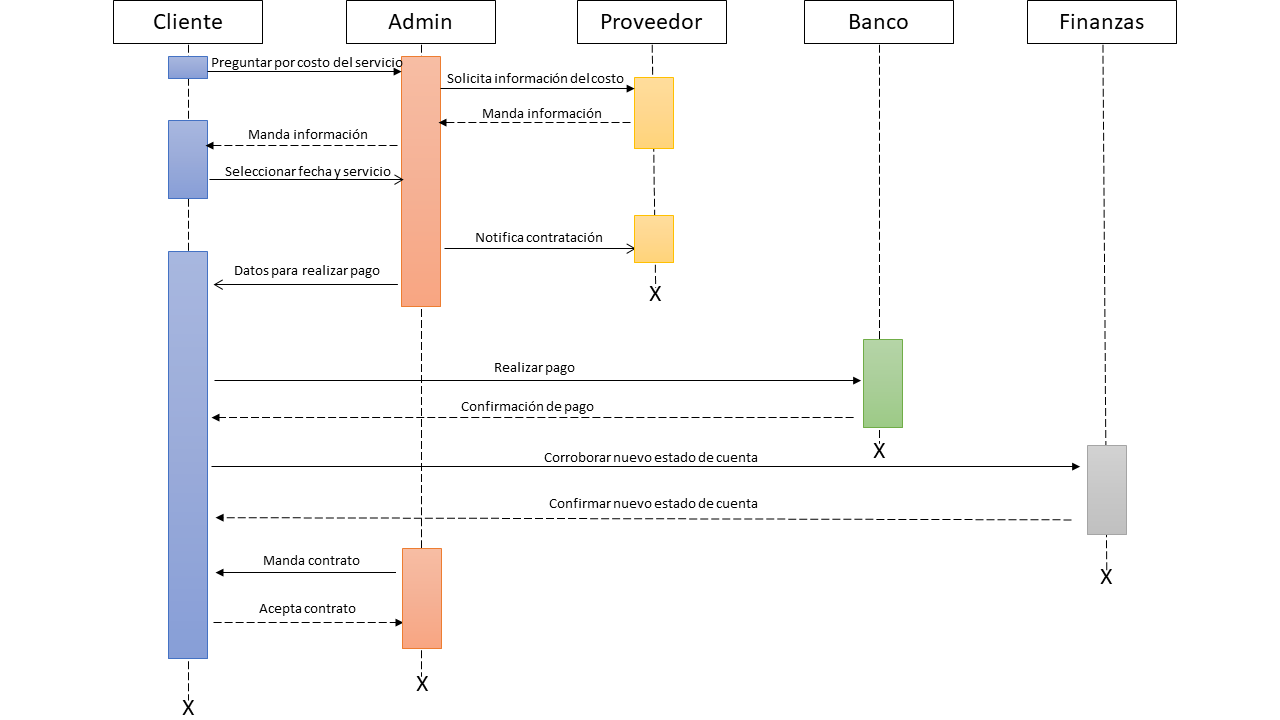 Cliente
Admin
Proveedor
Banco
Finanzas
Preguntar por costo del servicio
Solicita información del costo
Manda información
Manda información
Seleccionar fecha y servicio
Notifica contratación
Datos para realizar pago
X
Realizar pago
Confirmación de pago
X
Corroborar nuevo estado de cuenta
Confirmar nuevo estado de cuenta
Manda contrato
X
Acepta contrato
X
X